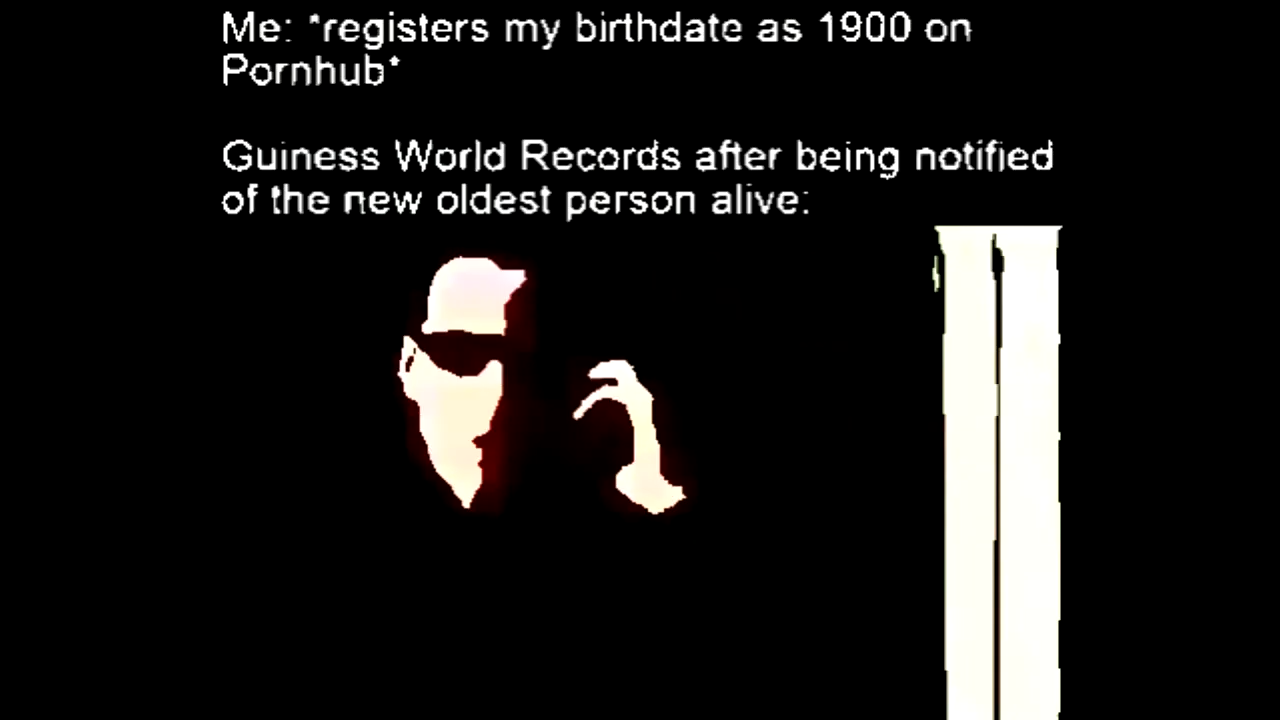 Me: *registers my birthdate as 1900 on
Pornhub*
Guiness World Records after being notified
of the new oldest person alive: